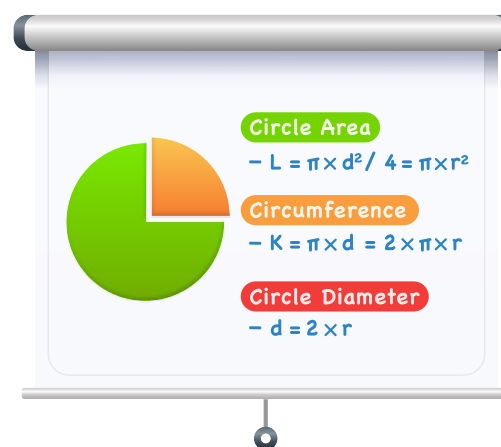 Circle Area
– L = π × d²/ 4 = π × r²
Circumference
– K = π × d = 2 × π × r
Circle Diameter
– d = 2 × r